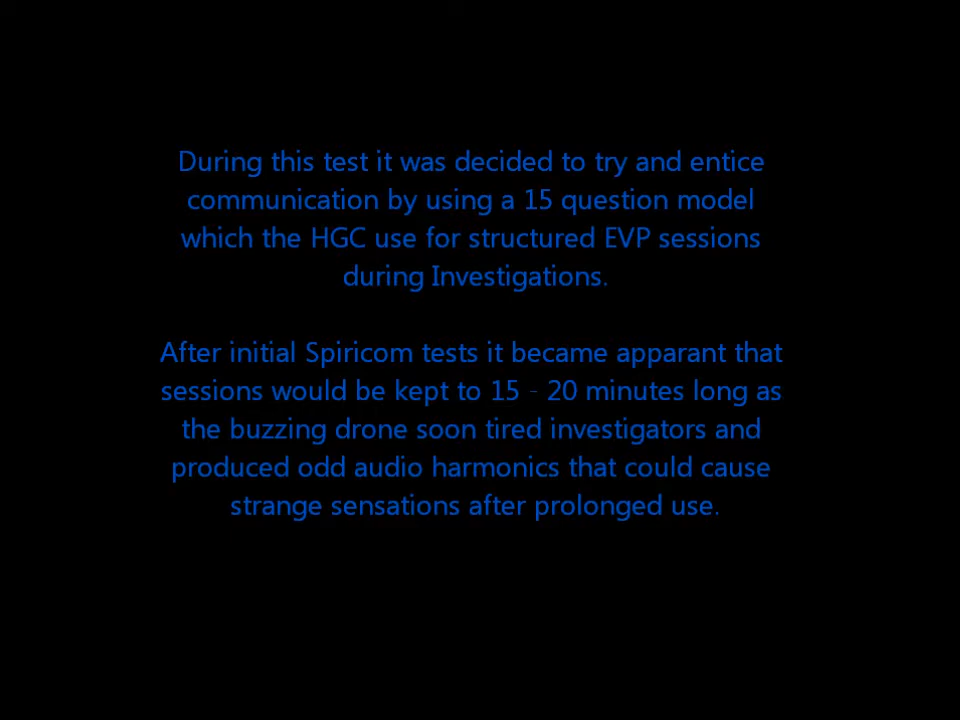 During this test it was decided to try and entice
communication by using a 15 question model
which the HGC use for structured EVP sessions
during Investigations.
After initial Spiricom tests it became apparant that
sessions would be kept to 15 - 20 minutes long as
the buzzing drone soon tired investigators and
produced odd audio harmonics that could cause
strange sensations after prolonged use.